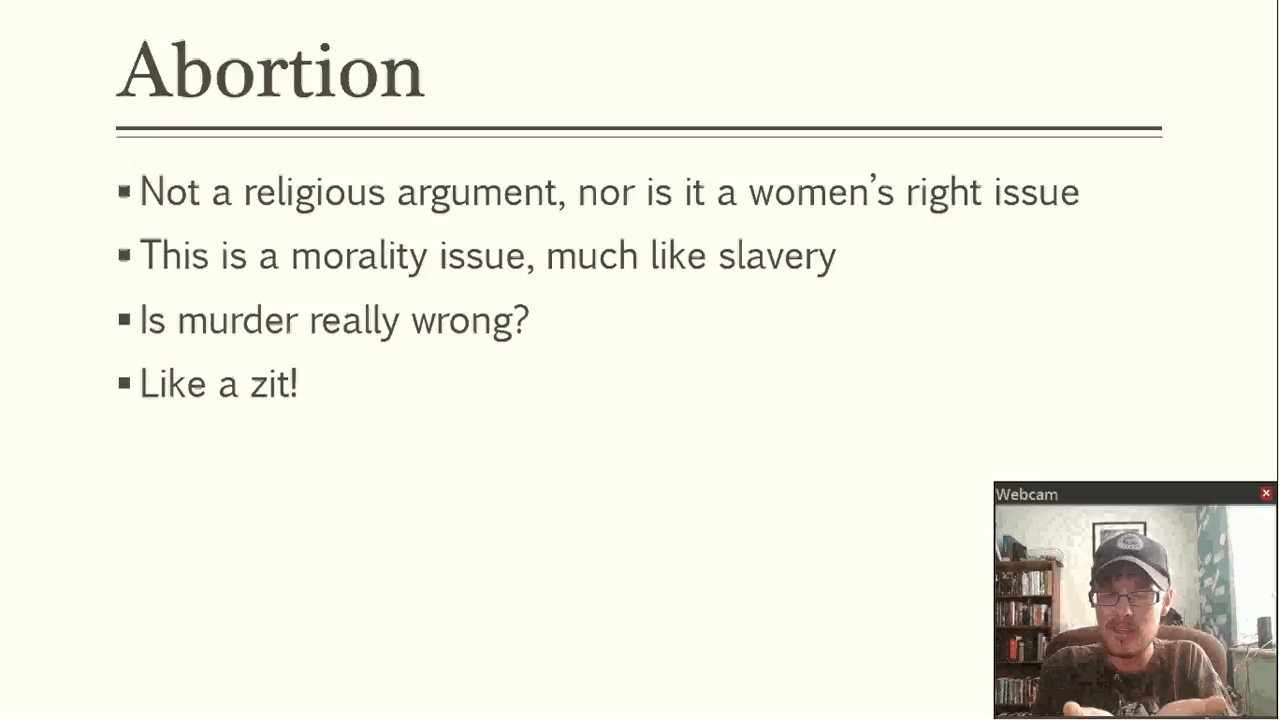 Abortion
▪ Not a religious argument, nor is it a women’s right issue
▪ This is a morality issue, much like slavery
▪ Is murder really wrong?
▪ Like a zit!
Webcam